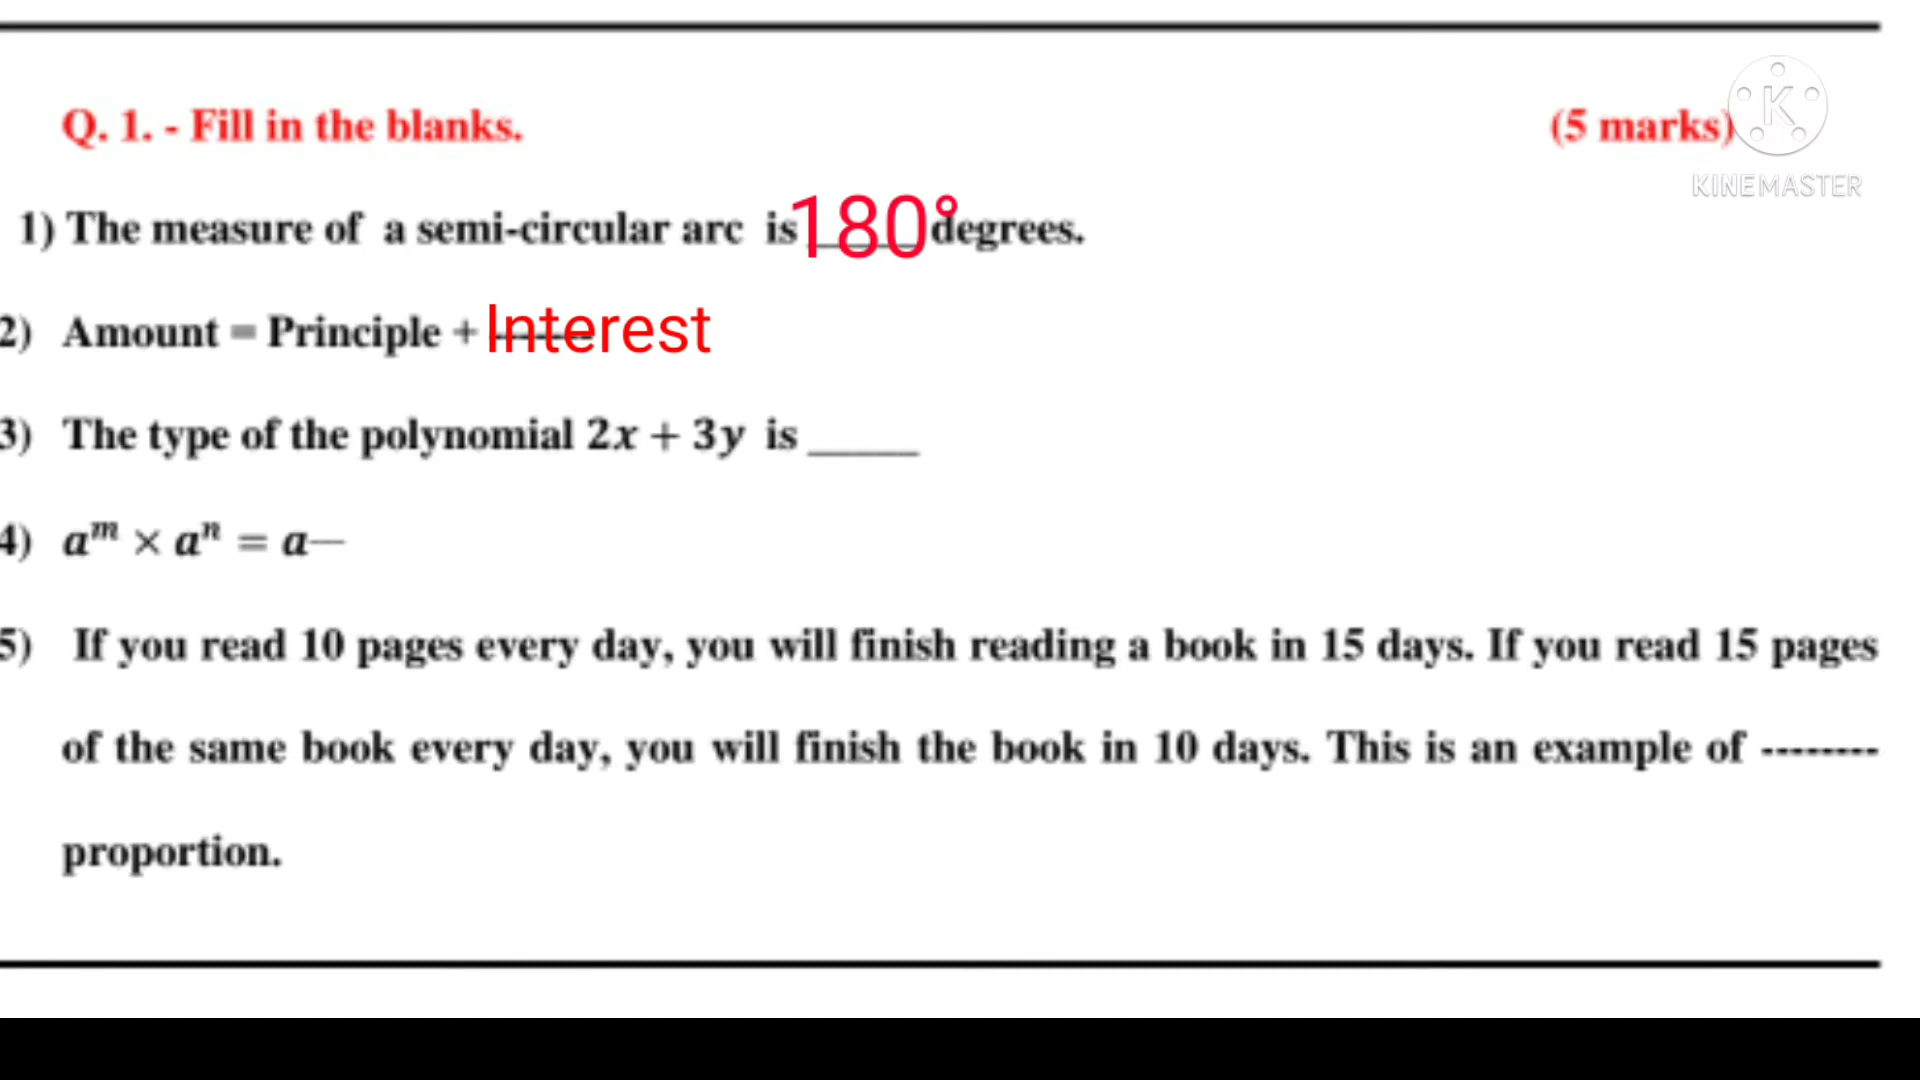 Q. 1. - Fill in the blanks. (5 marks)
KINEMASTER
1) The measure of a semi-circular arc is 180° degrees.
2) Amount = Principle + Interest
3) The type of the polynomial 2x + 3y is _____
4) aᵐ × aⁿ = a—
5) If you read 10 pages every day, you will finish reading a book in 15 days. If you read 15 pages
of the same book every day, you will finish the book in 10 days. This is an example of --------
proportion.